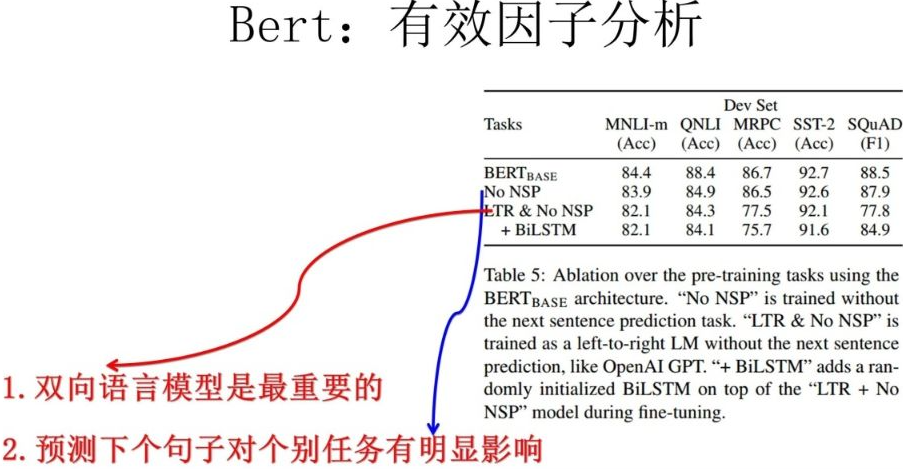 Bert：有效因子分析
Dev Set
Tasks MNLI-m QNLI MRPC SST-2 SQuAD
(Acc) (Acc) (Acc) (Acc) (F1)
BERTBASE 84.4 88.4 86.7 92.7 88.5
No NSP 83.9 84.9 86.5 92.6 87.9
LTR & No NSP 82.1 84.3 77.5 92.1 77.8
+ BiLSTM 82.1 84.1 75.7 91.6 84.9
Table 5: Ablation over the pre-training tasks using the
BERTBASE architecture. “No NSP” is trained without
the next sentence prediction task. “LTR & No NSP” is
trained as a left-to-right LM without the next sentence
prediction, like OpenAI GPT. “+ BiLSTM” adds a ran-
domly initialized BiLSTM on top of the “LTR + No
NSP” model during fine-tuning.
1. 双向语言模型是最重要的
2. 预测下个句子对个别任务有明显影响